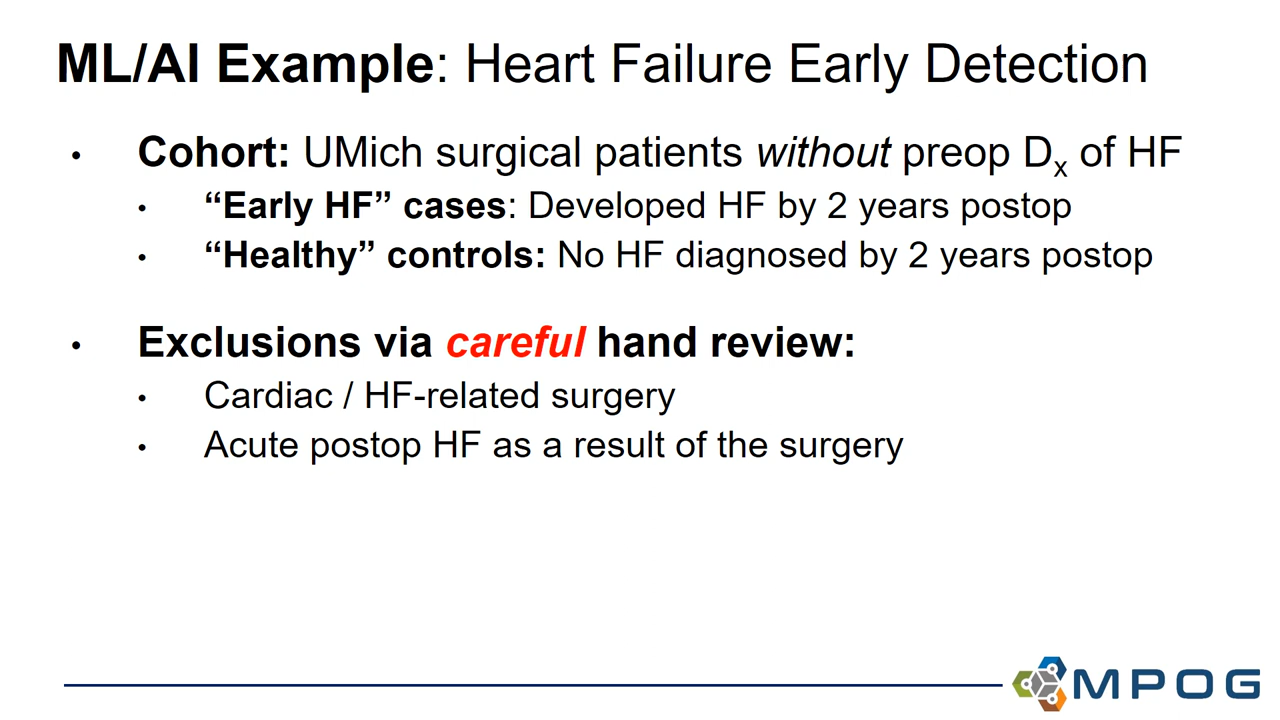 ML/AI Example: Heart Failure Early Detection
• Cohort: UMich surgical patients without preop Dx of HF
• “Early HF” cases: Developed HF by 2 years postop
• “Healthy” controls: No HF diagnosed by 2 years postop
• Exclusions via careful hand review:
• Cardiac / HF-related surgery
• Acute postop HF as a result of the surgery
MPOG